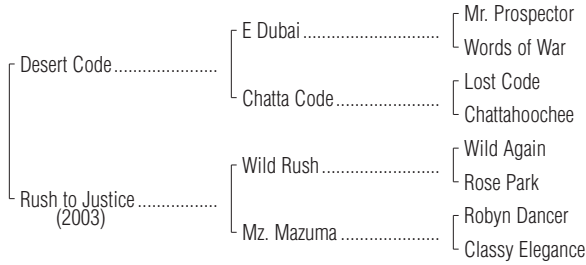 Mr. Prospector
E Dubai
Words of War
Desert Code
Lost Code
Chatta Code
Chattahoochee
Wild Again
Wild Rush
Rose Park
Rush to Justice
(2003)
Robyn Dancer
Mz. Mazuma
Classy Elegance